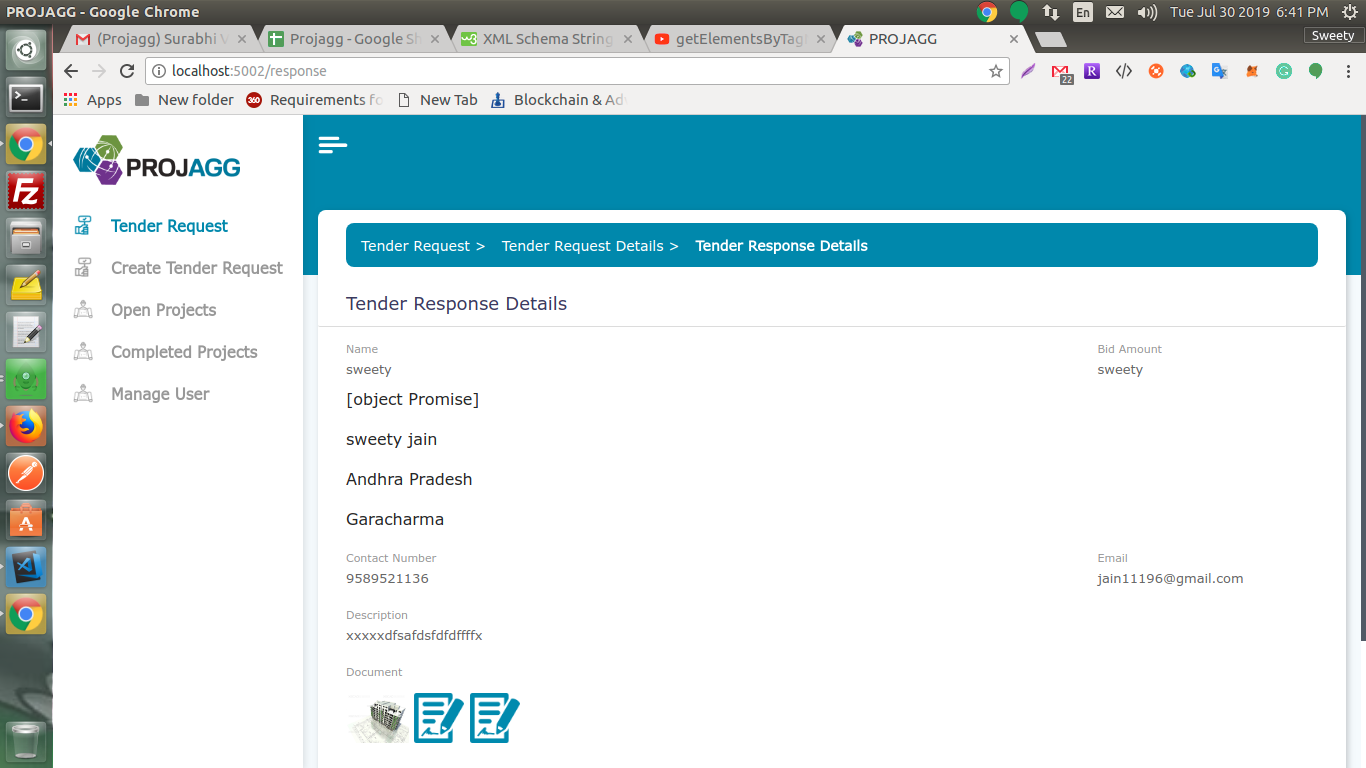 PROJAGG - Google Chrome
En
Tue Jul 30 2019 6:41 PM
(Projagg) Surabhi
Projagg - Google Sh
XML Schema String
getElementsByTag
PROJAGG
Sweety
localhost:5002/response
22
R
Apps
New folder
360
Requirements fo
New Tab
Blockchain & Ad
PROJAGG
Tender Request
Create Tender Request
Open Projects
Completed Projects
Manage User
Tender Request >
Tender Request Details >
Tender Response Details
Tender Response Details
Name
Bid Amount
sweety
sweety
[object Promise]
sweety jain
Andhra Pradesh
Garacharma
Contact Number
Email
9589521136
jain11196@gmail.com
Description
xxxxxdfsafdsfdfdffffx
Document
Fz